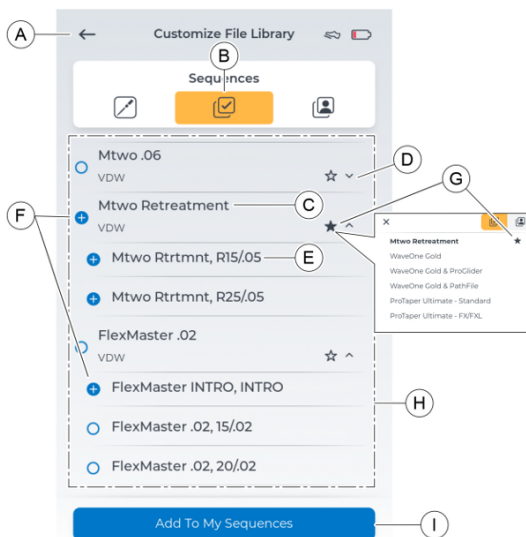 A
Customize File Library
B
Sequences
Mtwo .06
VDW
D
C
G
Mtwo Retreatment
VDW
F
Mtwo Rtrtmnt, R15/.05
E
Mtwo Rtrtmnt, R25/.05
Mtwo Retreatment
WaveOne Gold
WaveOne Gold & ProGlider
WaveOne Gold & PathFile
ProTaper Ultimate - Standard
ProTaper Ultimate - FX/FXL
FlexMaster .02
VDW
FlexMaster INTRO, INTRO
H
FlexMaster .02, 15/.02
FlexMaster .02, 20/.02
Add To My Sequences
I